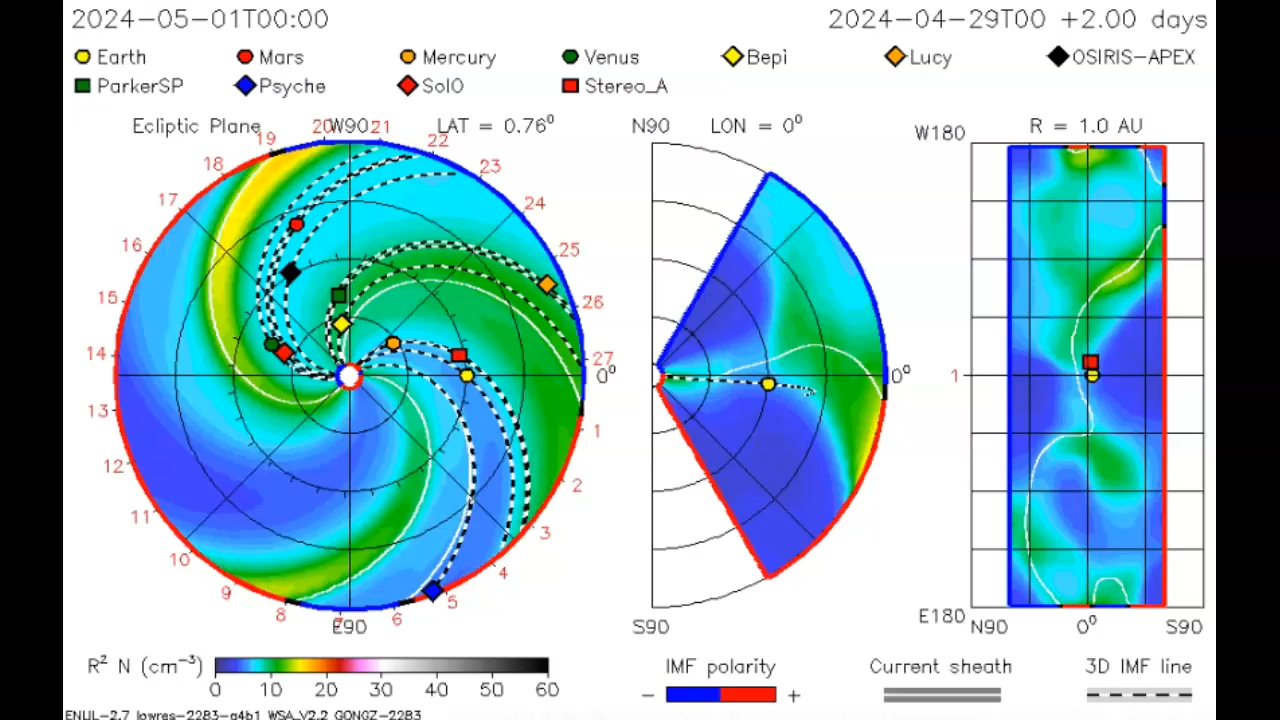 2024-05-01T00:00 2024-04-29T00 +2.00 days
Earth Mars Mercury Venus Bepi Lucy OSIRIS-APEX
ParkerSP Psyche SolO Stereo_A
Ecliptic Plane W90 LAT = 0.76° N90 LON = 0° W180 R = 1.0 AU
19 20 21 22
18 23
17 24
16 25
15 26
14 27 0° 0° 1
13 1
12 2
11 3
10 4
9 5
8 7 6
E90 S90 E180 N90 0° S90
R² N (cm⁻³) IMF polarity Current sheath 3D IMF line
0 10 20 30 40 50 60 - +
ENLIL-2.7 lowres-2283-a4b1 WSA_V2.2 GONGZ-2283